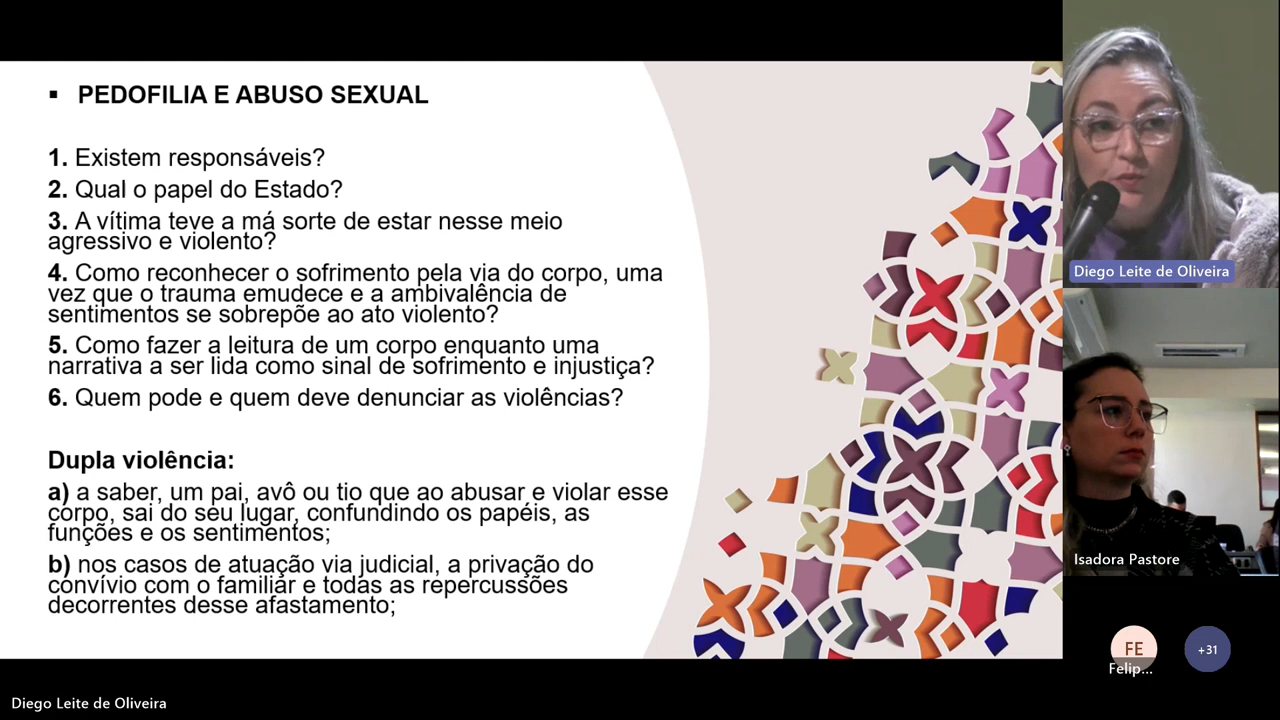 ▪ PEDOFILIA E ABUSO SEXUAL
1. Existem responsáveis?
2. Qual o papel do Estado?
3. A vítima teve a má sorte de estar nesse meio
agressivo e violento?
4. Como reconhecer o sofrimento pela via do corpo, uma
vez que o trauma emudece e a ambivalência de
sentimentos se sobrepõe ao ato violento?
5. Como fazer a leitura de um corpo enquanto uma
narrativa a ser lida como sinal de sofrimento e injustiça?
6. Quem pode e quem deve denunciar as violências?
Dupla violência:
a) a saber, um pai, avô ou tio que ao abusar e violar esse
corpo, sai do seu lugar, confundindo os papéis, as
funções e os sentimentos;
b) nos casos de atuação via judicial, a privação do
convívio com o familiar e todas as repercussões
decorrentes desse afastamento;
Diego Leite de Oliveira
Isadora Pastore
FE
Felip...
+31
Diego Leite de Oliveira